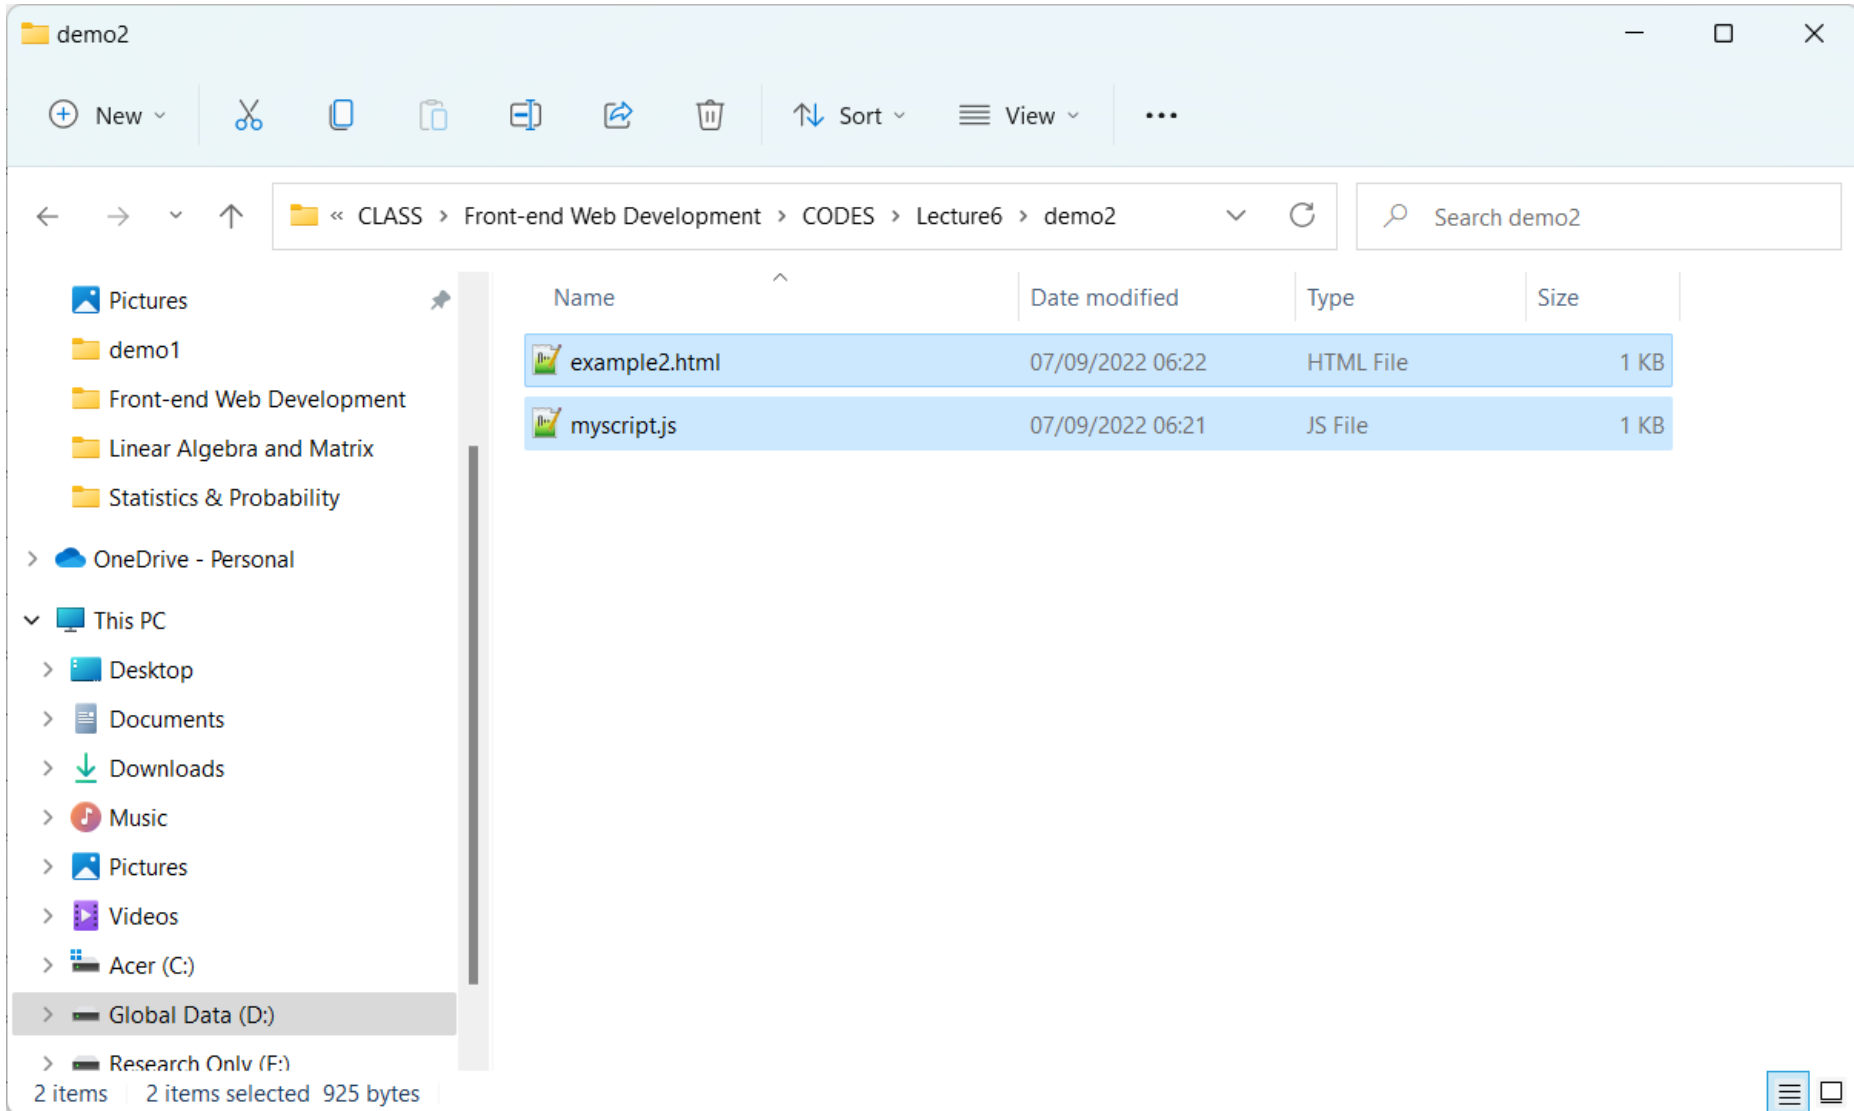 demo2
New
Sort
View
« CLASS > Front-end Web Development > CODES > Lecture6 > demo2
Search demo2
Pictures
demo1
Front-end Web Development
Linear Algebra and Matrix
Statistics & Probability
OneDrive - Personal
This PC
Desktop
Documents
Downloads
Music
Pictures
Videos
Acer (C:)
Global Data (D:)
Research Only (E:)
Name Date modified Type Size
example2.html 07/09/2022 06:22 HTML File 1 KB
myscript.js 07/09/2022 06:21 JS File 1 KB
2 items 2 items selected 925 bytes